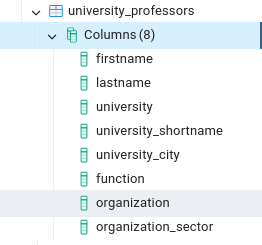 university_professors
Columns (8)
firstname
lastname
university
university_shortname
university_city
function
organization
organization_sector